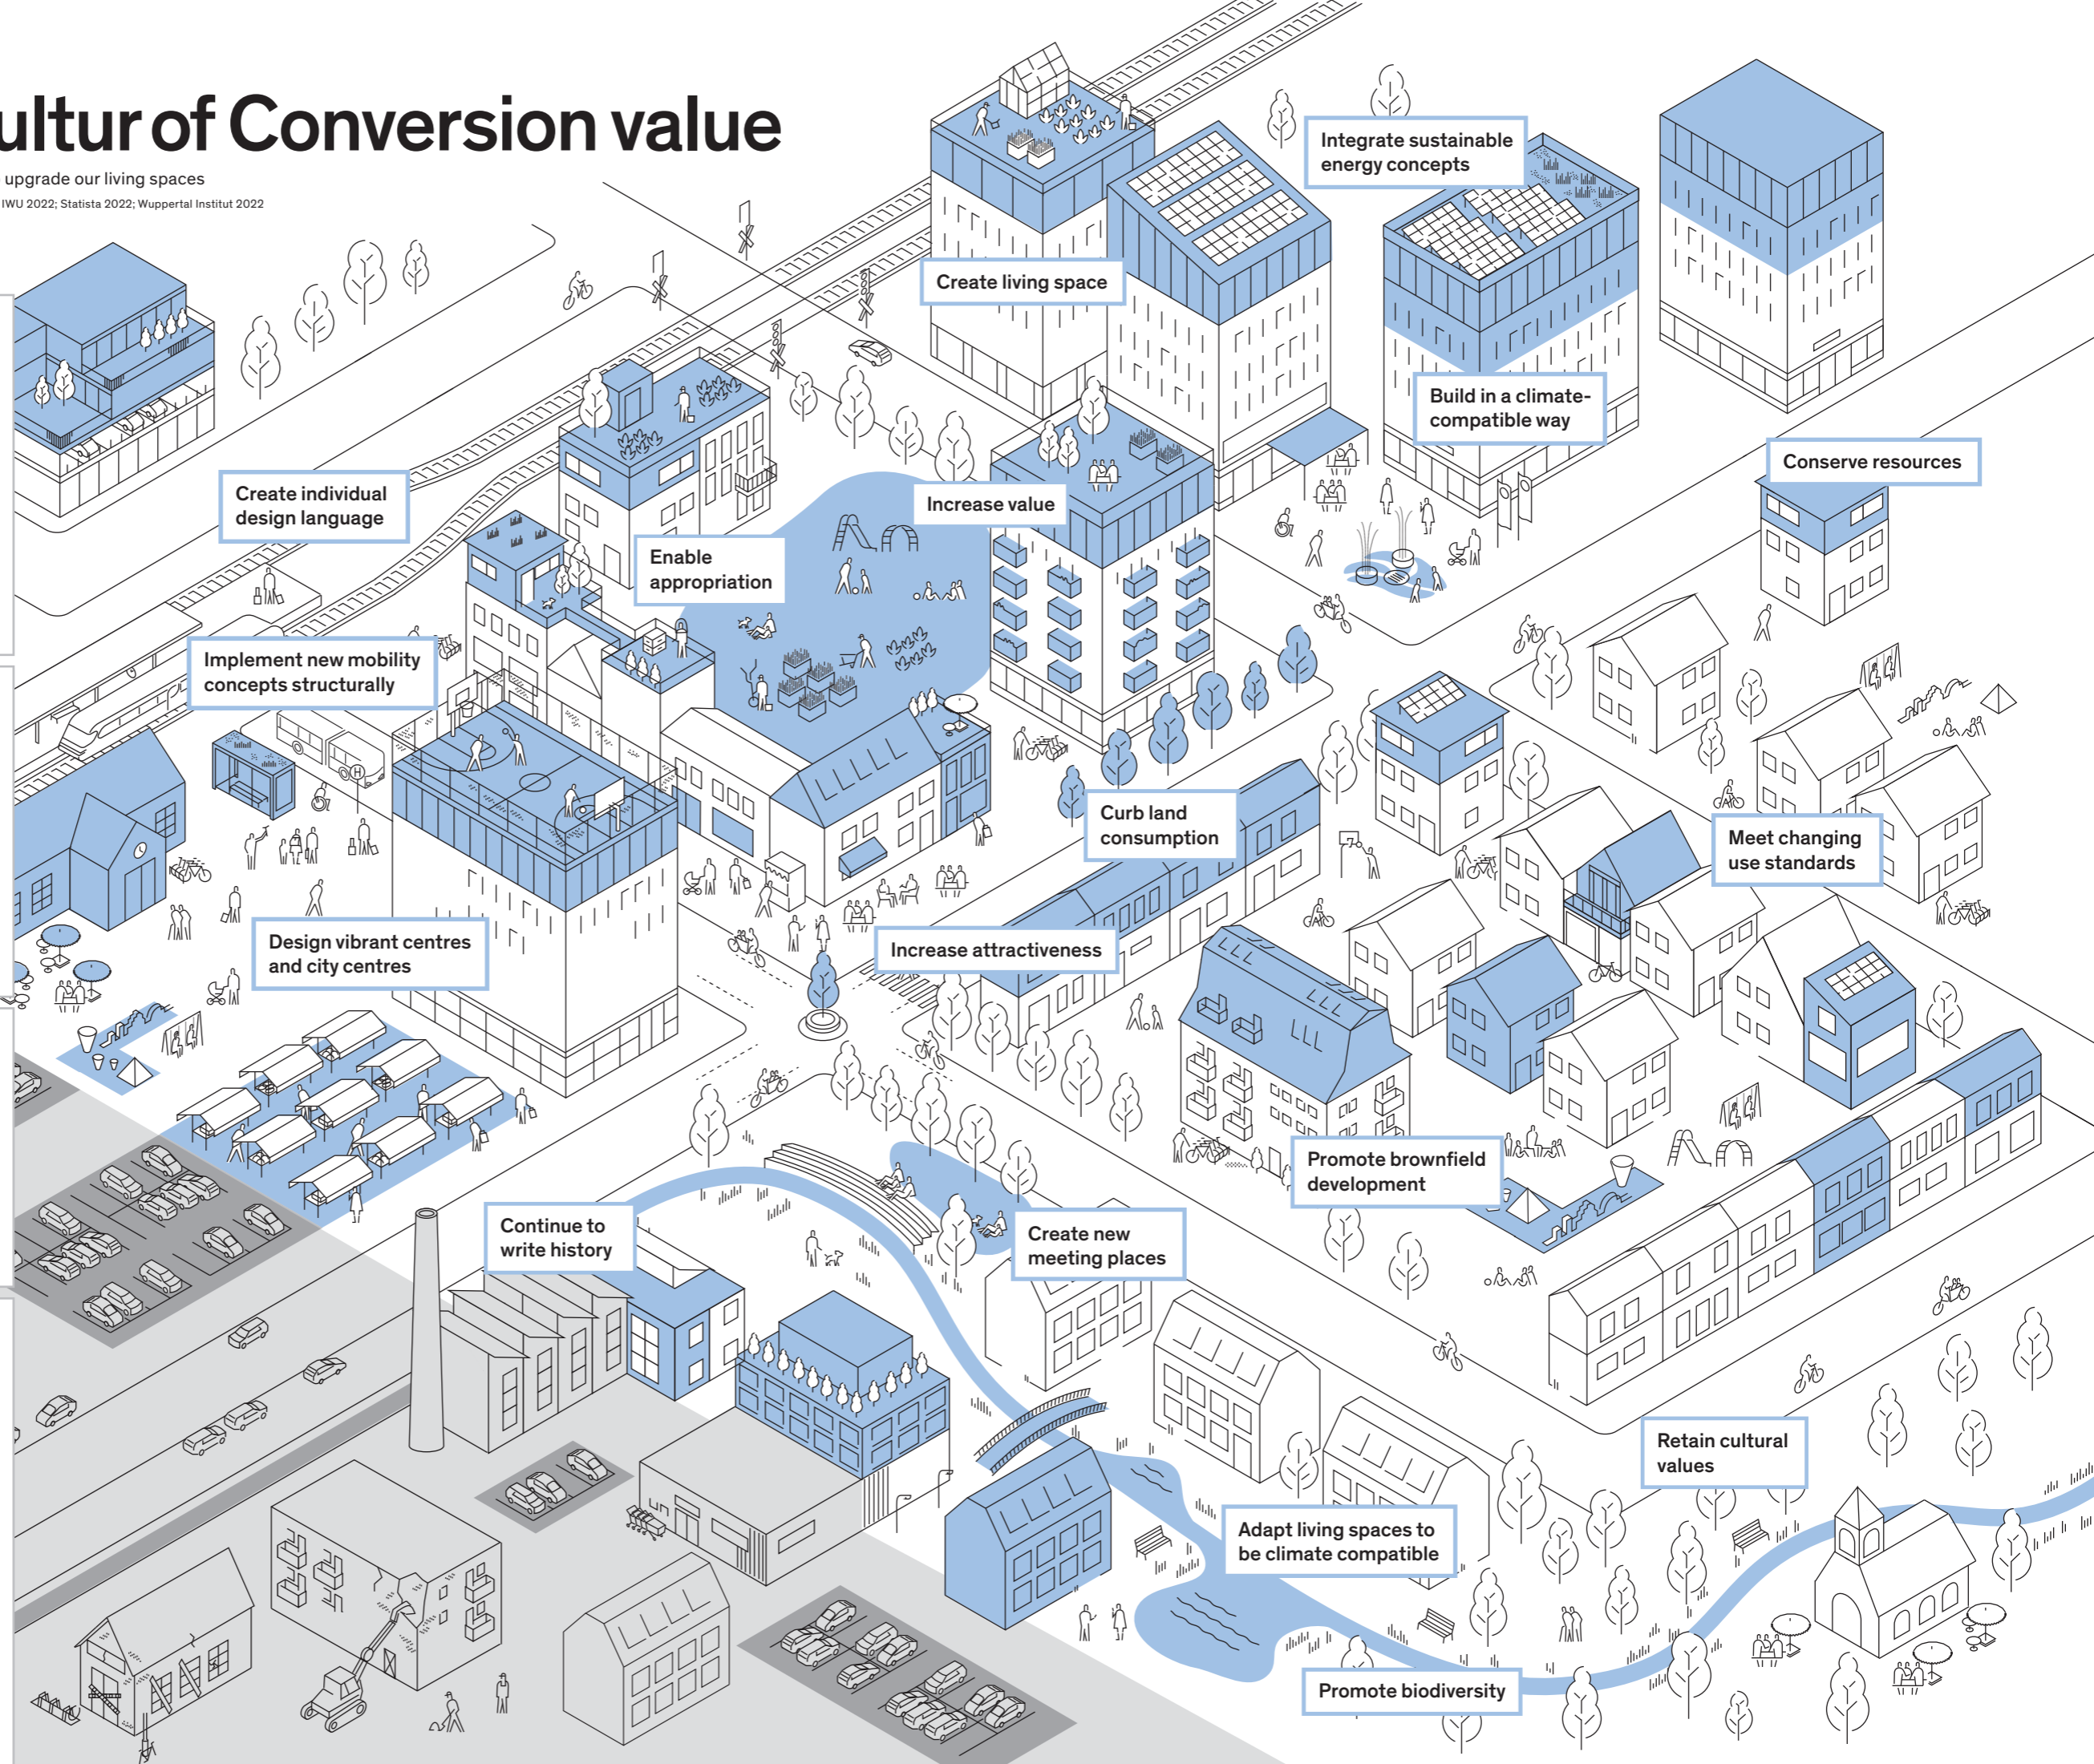 ultur of Conversion value
upgrade our living spaces
IWU 2022; Statista 2022; Wuppertal Institut 2022
Integrate sustainable
energy concepts
Create living space
Build in a climate-
compatible way
Conserve resources
Create individual
design language
Increase value
Enable
appropriation
Implement new mobility
concepts structurally
H
Curb land
consumption
Meet changing
use standards
Design vibrant centres
and city centres
Increase attractiveness
Promote brownfield
development
Continue to
write history
Create new
meeting places
Retain cultural
values
Adapt living spaces to
be climate compatible
Promote biodiversity